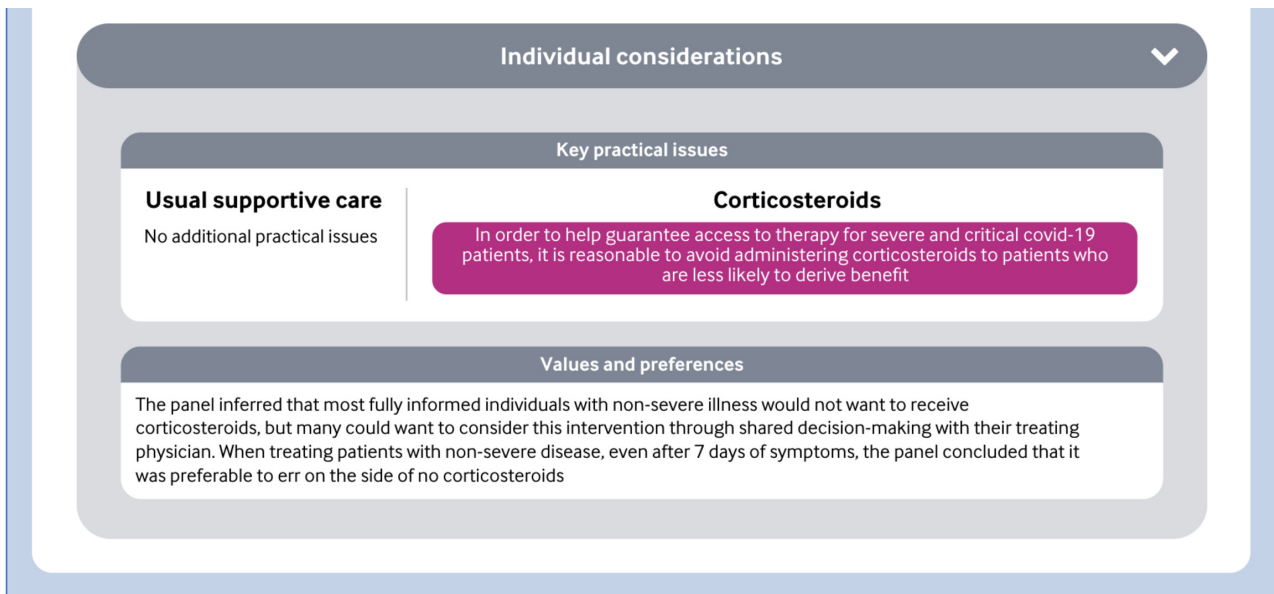 Individual considerations
Key practical issues
Usual supportive care
No additional practical issues
Corticosteroids
In order to help guarantee access to therapy for severe and critical covid-19
patients, it is reasonable to avoid administering corticosteroids to patients who
are less likely to derive benefit
Values and preferences
The panel inferred that most fully informed individuals with non-severe illness would not want to receive
corticosteroids, but many could want to consider this intervention through shared decision-making with their treating
physician. When treating patients with non-severe disease, even after 7 days of symptoms, the panel concluded that it
was preferable to err on the side of no corticosteroids